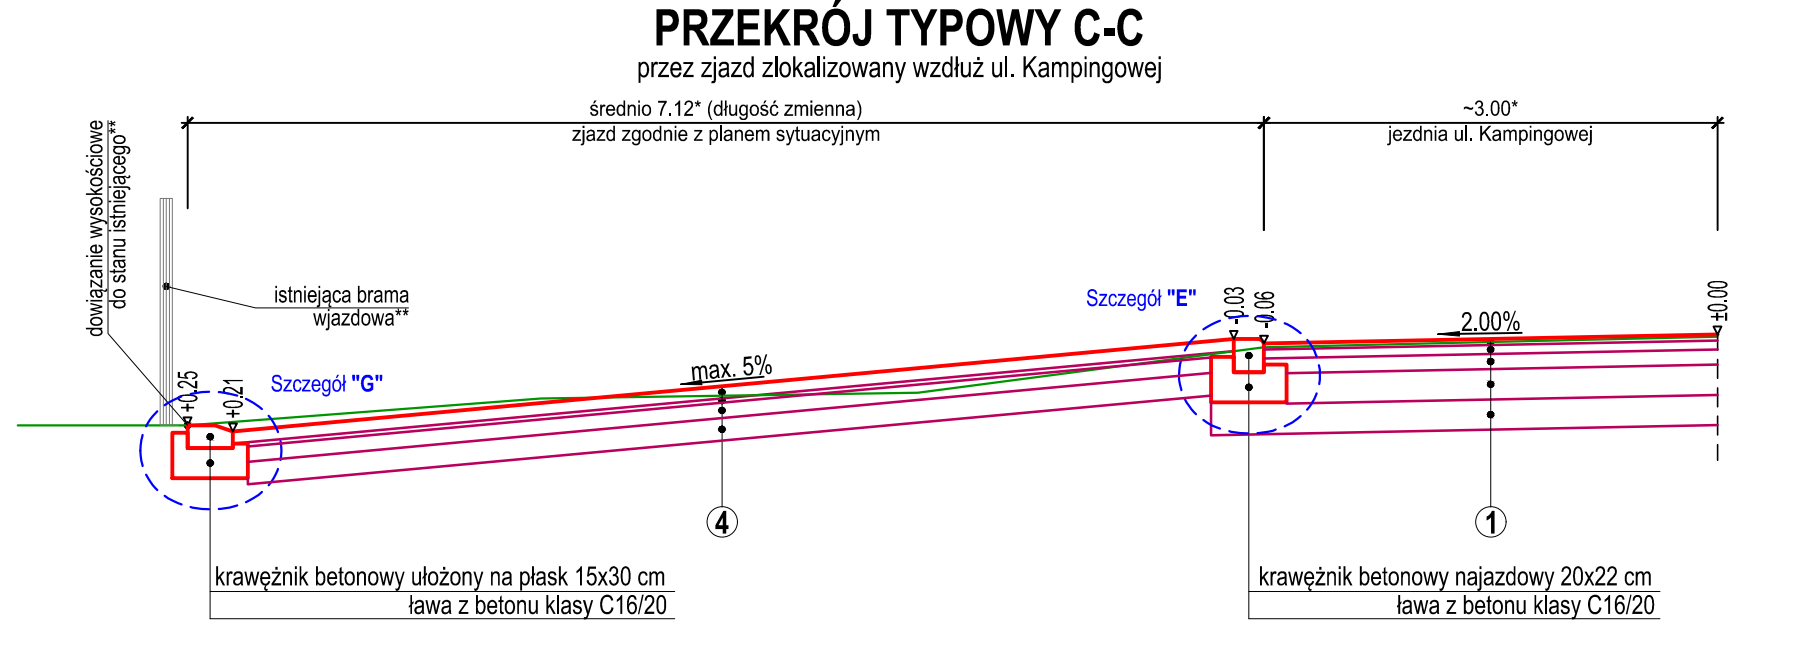 PRZEKRÓJ TYPOWY C-C
przez zjazd zlokalizowany wzdłuż ul. Kampingowej
średnio 7.12* (długość zmienna)
zjazd zgodnie z planem sytuacyjnym
~3.00*
jezdnia ul. Kampingowej
dowiązanie wysokościowe
do stanu istniejącego**
istniejąca brama
wjazdowa**
Szczegół "G"
+0.25
+0.21
max. 5%
Szczegół "E"
-0.03
-0.06
2.00%
±0.00
4
1
krawężnik betonowy ułożony na płask 15x30 cm
ława z betonu klasy C16/20
krawężnik betonowy najazdowy 20x22 cm
ława z betonu klasy C16/20